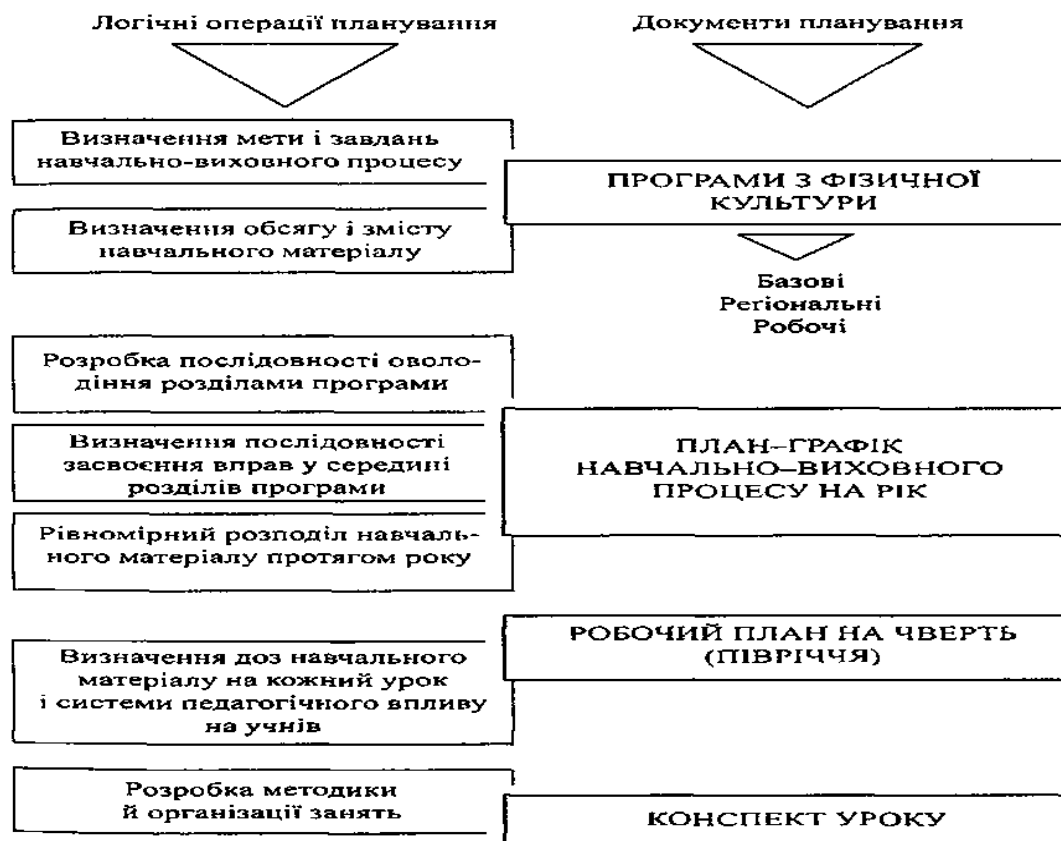 Логічні операції планування
Документи планування
Визначення мети і завдань
навчально-виховного процесу
ПРОГРАМИ З ФІЗИЧНОЇ
КУЛЬТУРИ
Визначення обсягу і змісту
навчального матеріалу
Базові
Регіональні
Робочі
Розробка послідовності оволо-
діння розділами програми
Визначення послідовності
засвоєння вправ у середині
розділів програми
ПЛАН–ГРАФІК
НАВЧАЛЬНО–ВИХОВНОГО
ПРОЦЕСУ НА РІК
Рівномірний розподіл навчаль-
ного матеріалу протягом року
РОБОЧИЙ ПЛАН НА ЧВЕРТЬ
(ПІВРІЧЧЯ)
Визначення доз навчального
матеріалу на кожний урок
і системи педагогічного впливу
на учнів
Розробка методики
й організації занять
КОНСПЕКТ УРОКУ